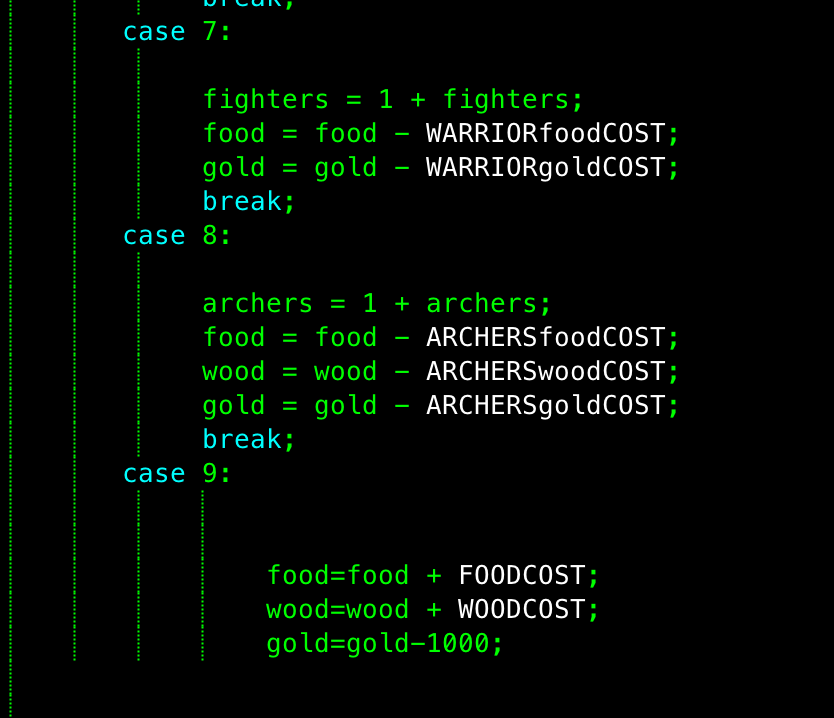 break;
case 7:
fighters = 1 + fighters;
food = food - WARRIORfoodCOST;
gold = gold - WARRIORgoldCOST;
break;
case 8:
archers = 1 + archers;
food = food - ARCHERSfoodCOST;
wood = wood - ARCHERSwoodCOST;
gold = gold - ARCHERSgoldCOST;
break;
case 9:
food=food + FOODCOST;
wood=wood + WOODCOST;
gold=gold-1000;